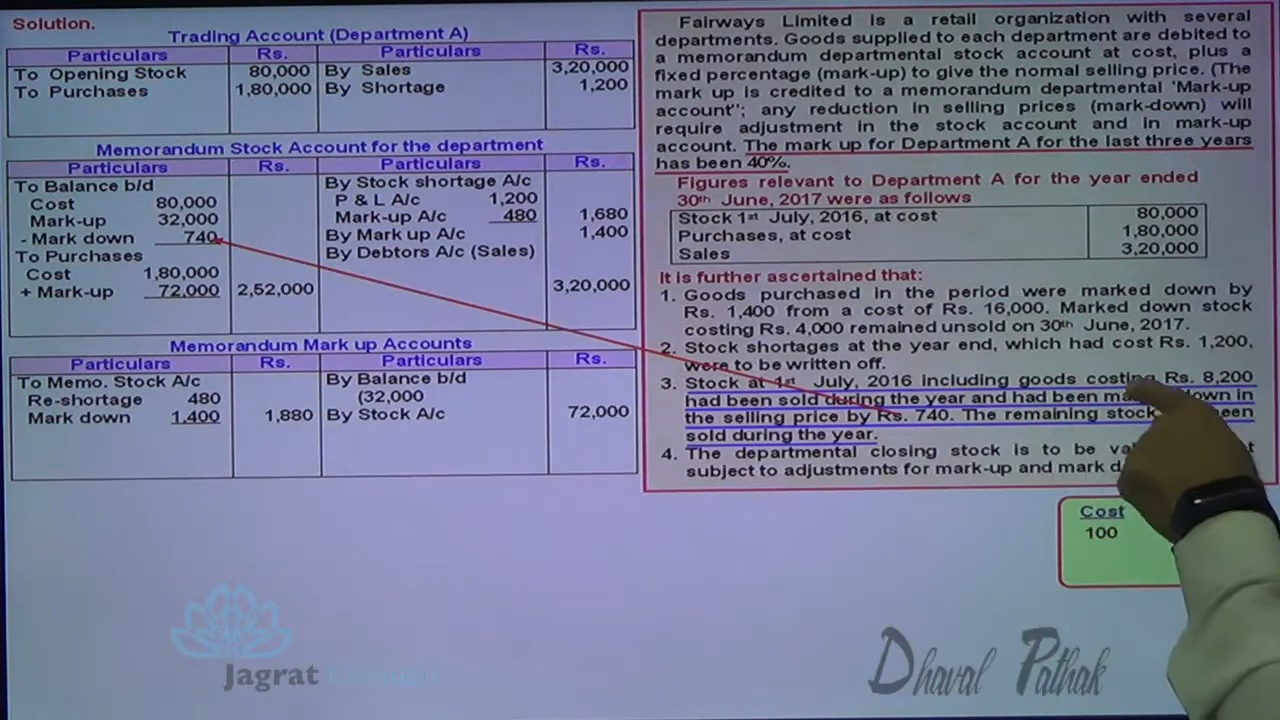 Solution.
Trading Account (Department A)
Particulars Rs. Particulars Rs.
To Opening Stock 80,000 By Sales 3,20,000
To Purchases 1,80,000 By Shortage 1,200
Memorandum Stock Account for the department
Particulars Rs. Particulars Rs.
To Balance b/d By Stock shortage A/c
Cost 80,000 P & L A/c 1,200
Mark-up 32,000 Mark-up A/c 480 1,680
- Mark down 740 By Mark up A/c 1,400
To Purchases By Debtors A/c (Sales)
Cost 1,80,000
+ Mark-up 72,000 2,52,000 3,20,000
Memorandum Mark up Accounts
Particulars Rs. Particulars Rs.
To Memo. Stock A/c By Balance b/d
Re-shortage 480 (32,000
Mark down 1,400 1,880 By Stock A/c 72,000
Fairways Limited is a retail organization with several
departments. Goods supplied to each department are debited to
a memorandum departmental stock account at cost, plus a
fixed percentage (mark-up) to give the normal selling price. (The
mark up is credited to a memorandum departmental 'Mark-up
account"; any reduction in selling prices (mark-down) will
require adjustment in the stock account and in mark-up
account. The mark up for Department A for the last three years
has been 40%.
Figures relevant to Department A for the year ended
30th June, 2017 were as follows
Stock 1st July, 2016, at cost 80,000
Purchases, at cost 1,80,000
Sales 3,20,000
It is further ascertained that:
1. Goods purchased in the period were marked down by
Rs. 1,400 from a cost of Rs. 16,000. Marked down stock
costing Rs. 4,000 remained unsold on 30th June, 2017.
2. Stock shortages at the year end, which had cost Rs. 1,200,
were to be written off.
3. Stock at 1st July, 2016 including goods costing Rs. 8,200
had been sold during the year and had been in
the selling price by Rs. 740. The remaining stock
sold during the year.
4. The departmental closing stock is to be
subject to adjustments for mark-up and mark
Cost
100
Jagrat
Dhaval Pathak